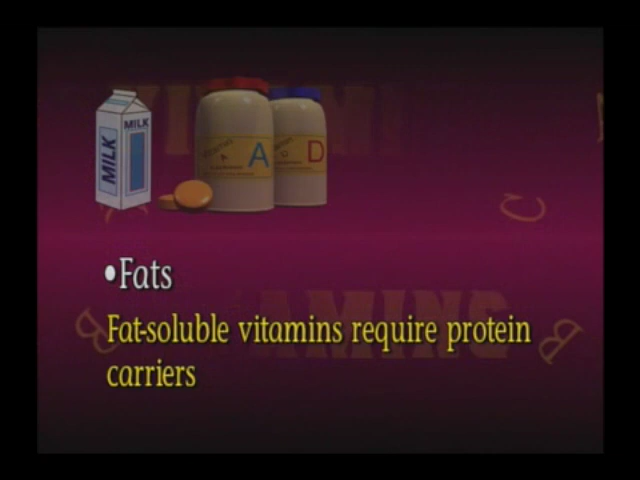 MILK
MILK
A
D
•Fats
Fat-soluble vitamins require protein
carriers
C
B
B